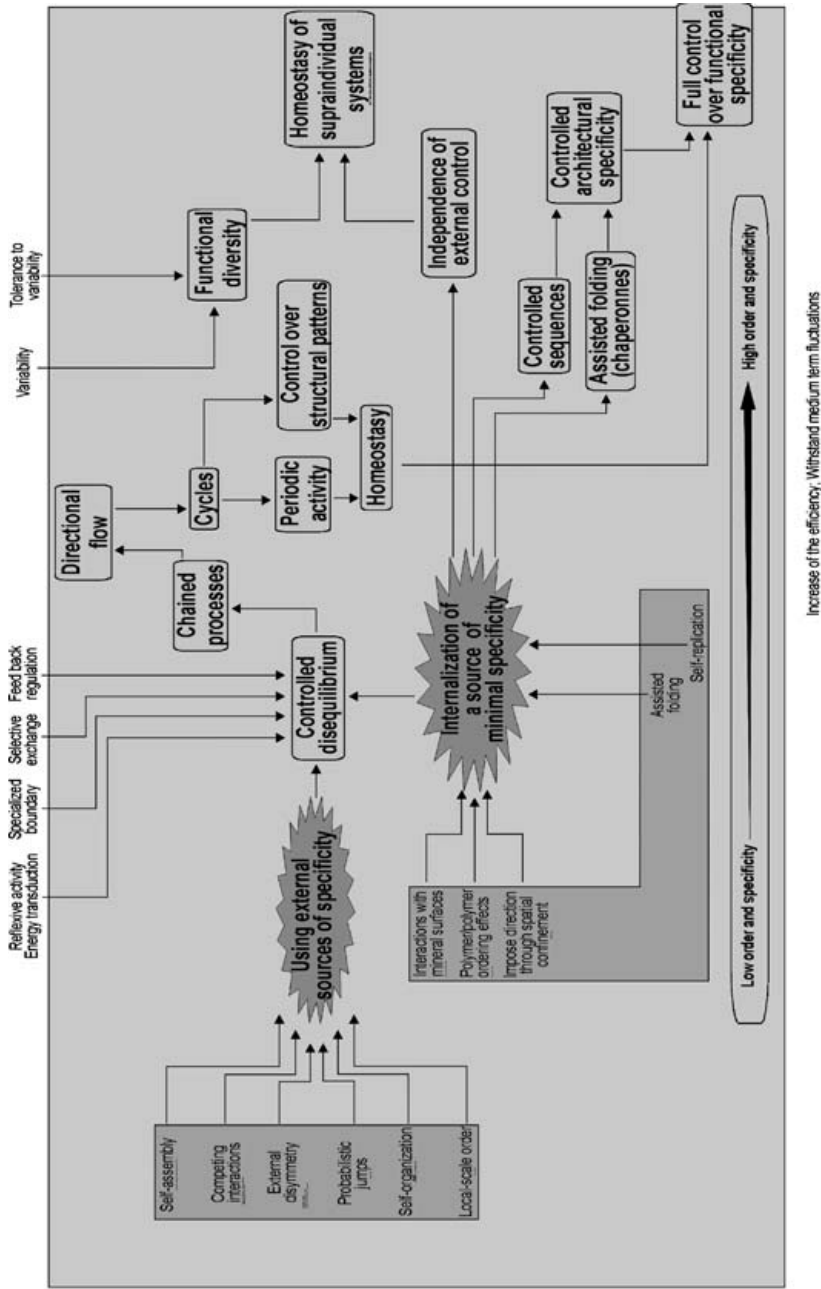 Reflexive activity
Energy transduction
Specialized
boundary
Selective
exchange
Feed back
regulation
Variability
Tolerance to
variability
Self-assembly
Competing
interactions
External
disymmetry
Probabilistic
jumps
Self-organization
Local-scale order
Using external
sources of specificity
Controlled
disequilibrium
Chained
processes
Directional
flow
Cycles
Periodic
activity
Control over
structural patterns
Homeostasy
Functional
diversity
Homeostasy of
supraindividual
systems
Independence of
external control
Interactions with
mineral surfaces
Polymer/polymer
ordering effects
Impose direction
through spatial
confinement
Internalization of
a source of
minimal specificity
Assisted
folding
Self-replication
Controlled
sequences
Assisted folding
(chaperonnes)
Controlled
architectural
specificity
Full control
over functional
specificity
Low order and specificity
High order and specificity
Increase of the efficiency; Withstand medium term fluctuations